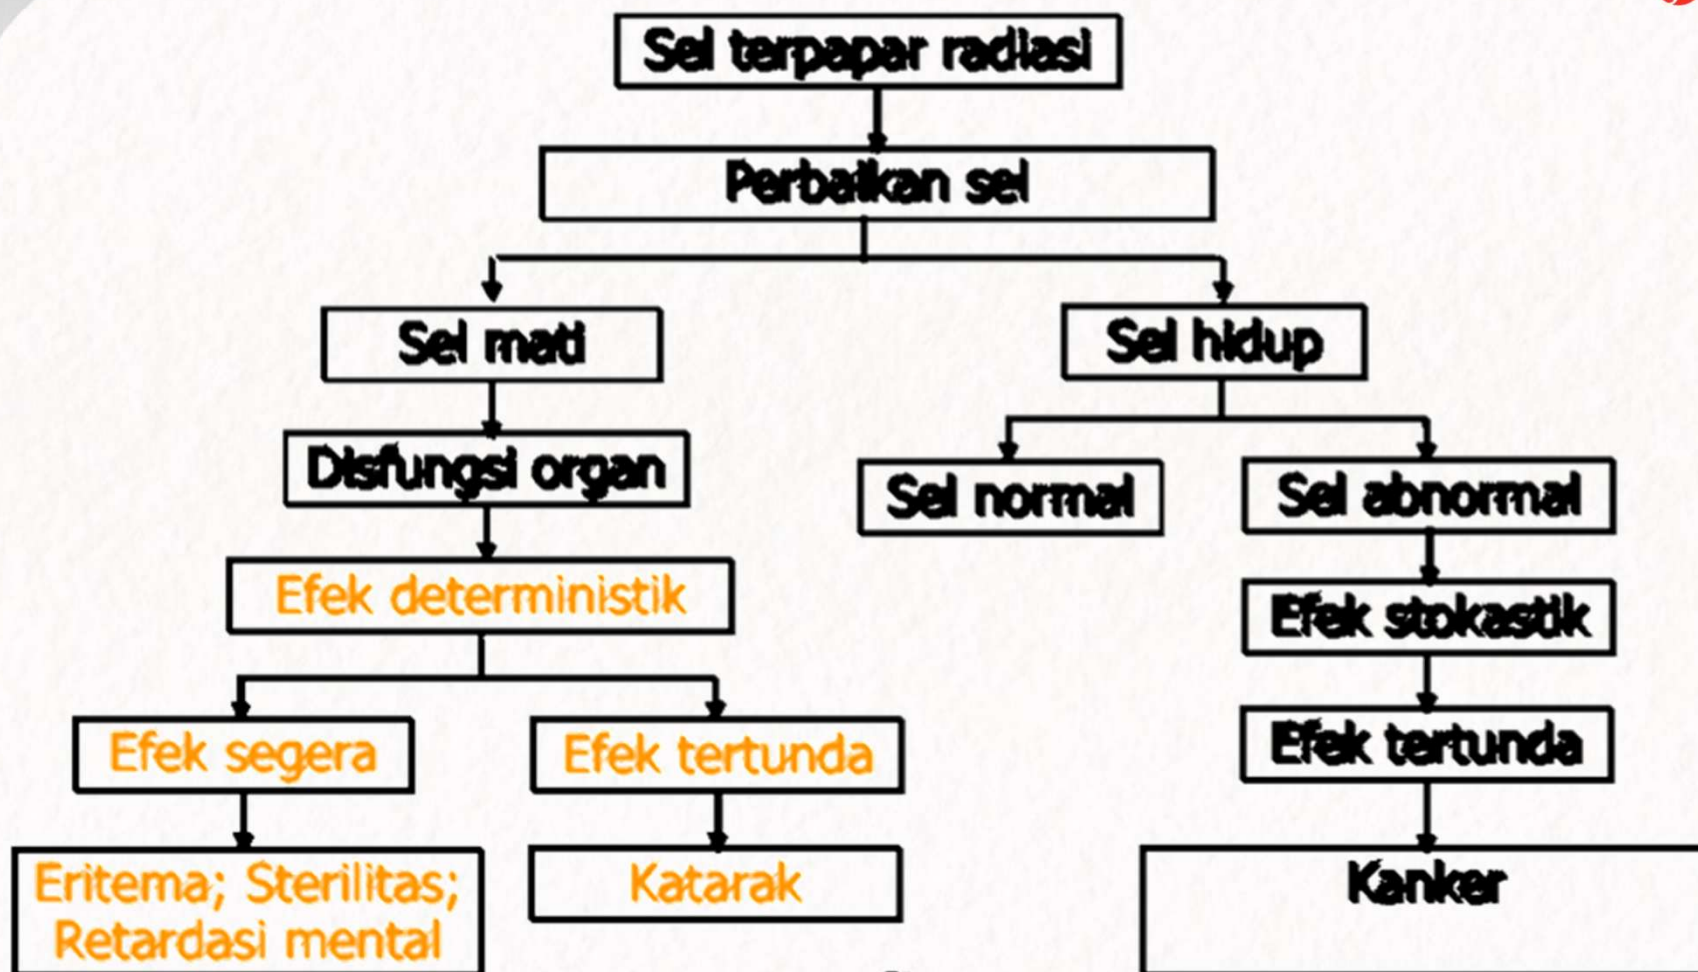 Sel terpapar radiasi
Perbaikan sel
Sel mati
Sel hidup
Disfungsi organ
Sel normal
Sel abnormal
Efek deterministik
Efek stokastik
Efek segera
Efek tertunda
Efek tertunda
Eritema; Sterilitas;
Retardasi mental
Katarak
Kanker